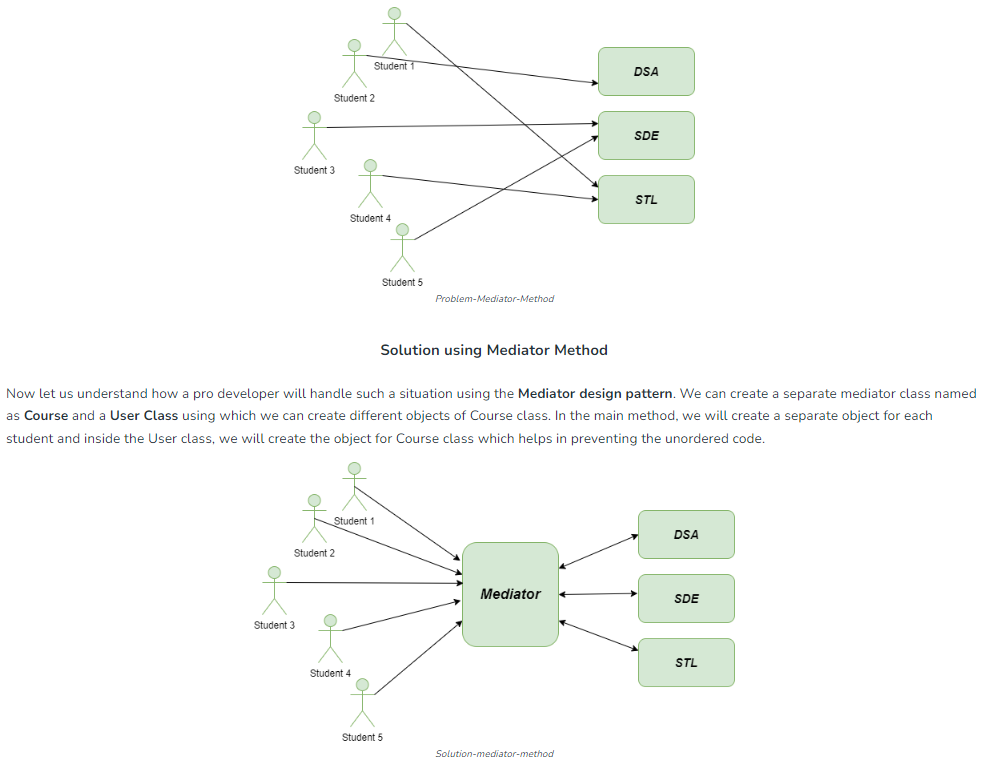 Student 1
DSA
Student 2
SDE
Student 3
STL
Student 4
Student 5
Problem-Mediator-Method
Solution using Mediator Method
Now let us understand how a pro developer will handle such a situation using the Mediator design pattern. We can create a separate mediator class named
as Course and a User Class using which we can create different objects of Course class. In the main method, we will create a separate object for each
student and inside the User class, we will create the object for Course class which helps in preventing the unordered code.
Student 1
DSA
Student 2
Mediator
SDE
Student 3
STL
Student 4
Student 5
Solution-mediator-method